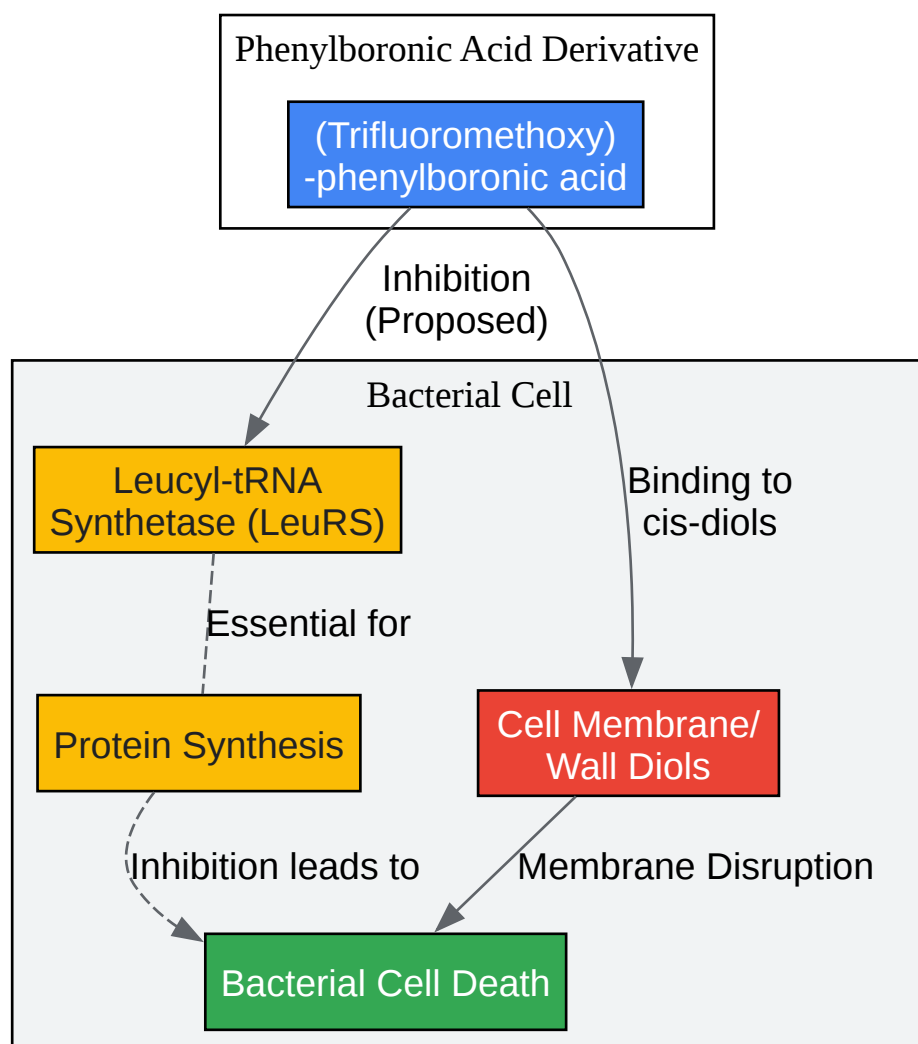 Phenylboronic Acid Derivative
(Trifluoromethoxy)
-phenylboronic acid
Inhibition
(Proposed)
Bacterial Cell
Leucyl-tRNA
Synthetase (LeuRS)
Binding to
cis-diols
Essential for
Protein Synthesis
Cell Membrane/
Wall Diols
Inhibition leads to
Membrane Disruption
Bacterial Cell Death